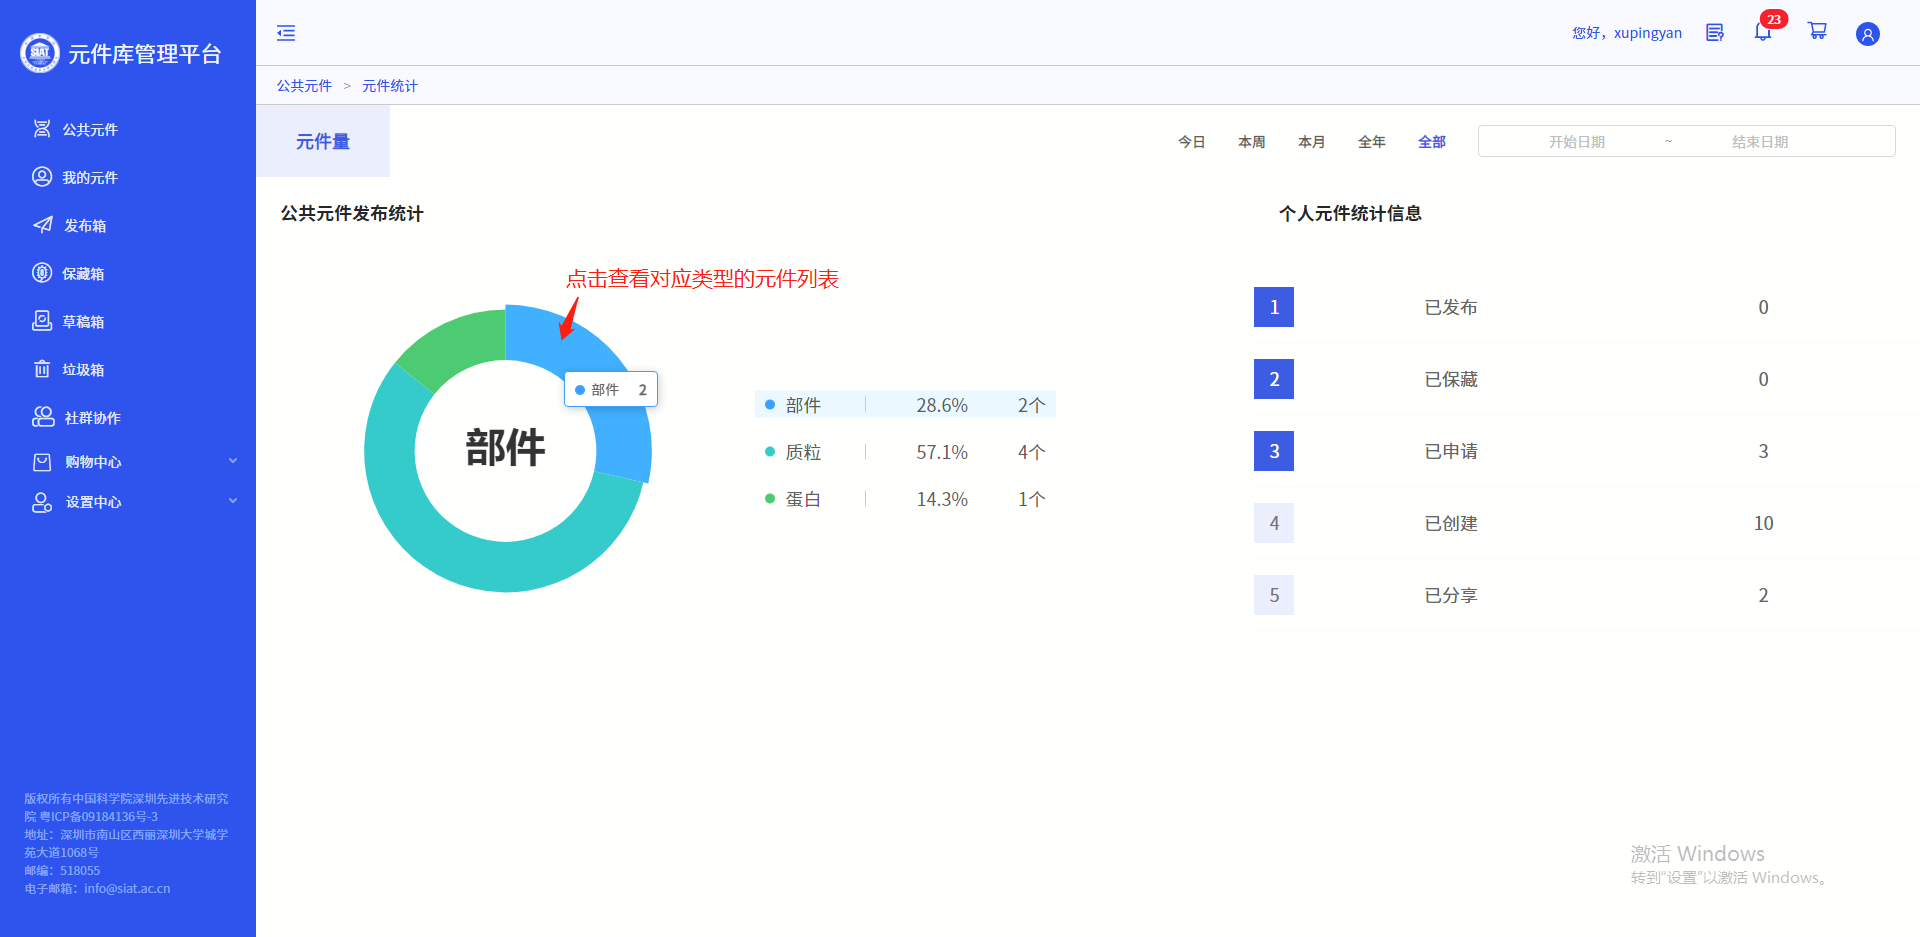 SIAT
元件库管理平台
公共元件
我的元件
发布箱
保藏箱
草稿箱
垃圾箱
社群协作
购物中心
设置中心
版权所有中国科学院深圳先进技术研究
院 粤ICP备09184136号-3
地址：深圳市南山区西丽深圳大学城学
苑大道1068号
邮编：518055
电子邮箱：info@siat.ac.cn
您好，xupingyan
23
公共元件 > 元件统计
元件量
今日 本周 本月 全年 全部 开始日期 ~ 结束日期
公共元件发布统计
点击查看对应类型的元件列表
部件 2
部件
部件 28.6% 2个
质粒 57.1% 4个
蛋白 14.3% 1个
个人元件统计信息
1 已发布 0
2 已保藏 0
3 已申请 3
4 已创建 10
5 已分享 2
激活 Windows
转到"设置"以激活 Windows。